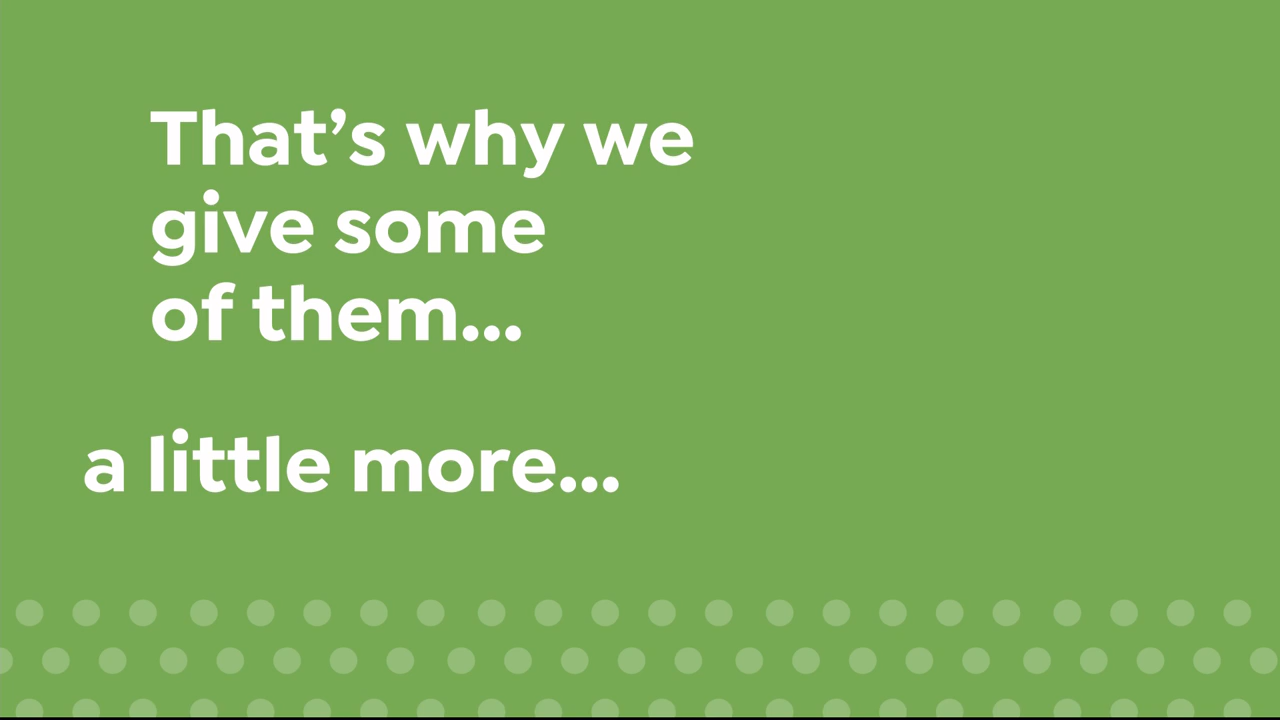 That’s why we
give some
of them...
a little more...